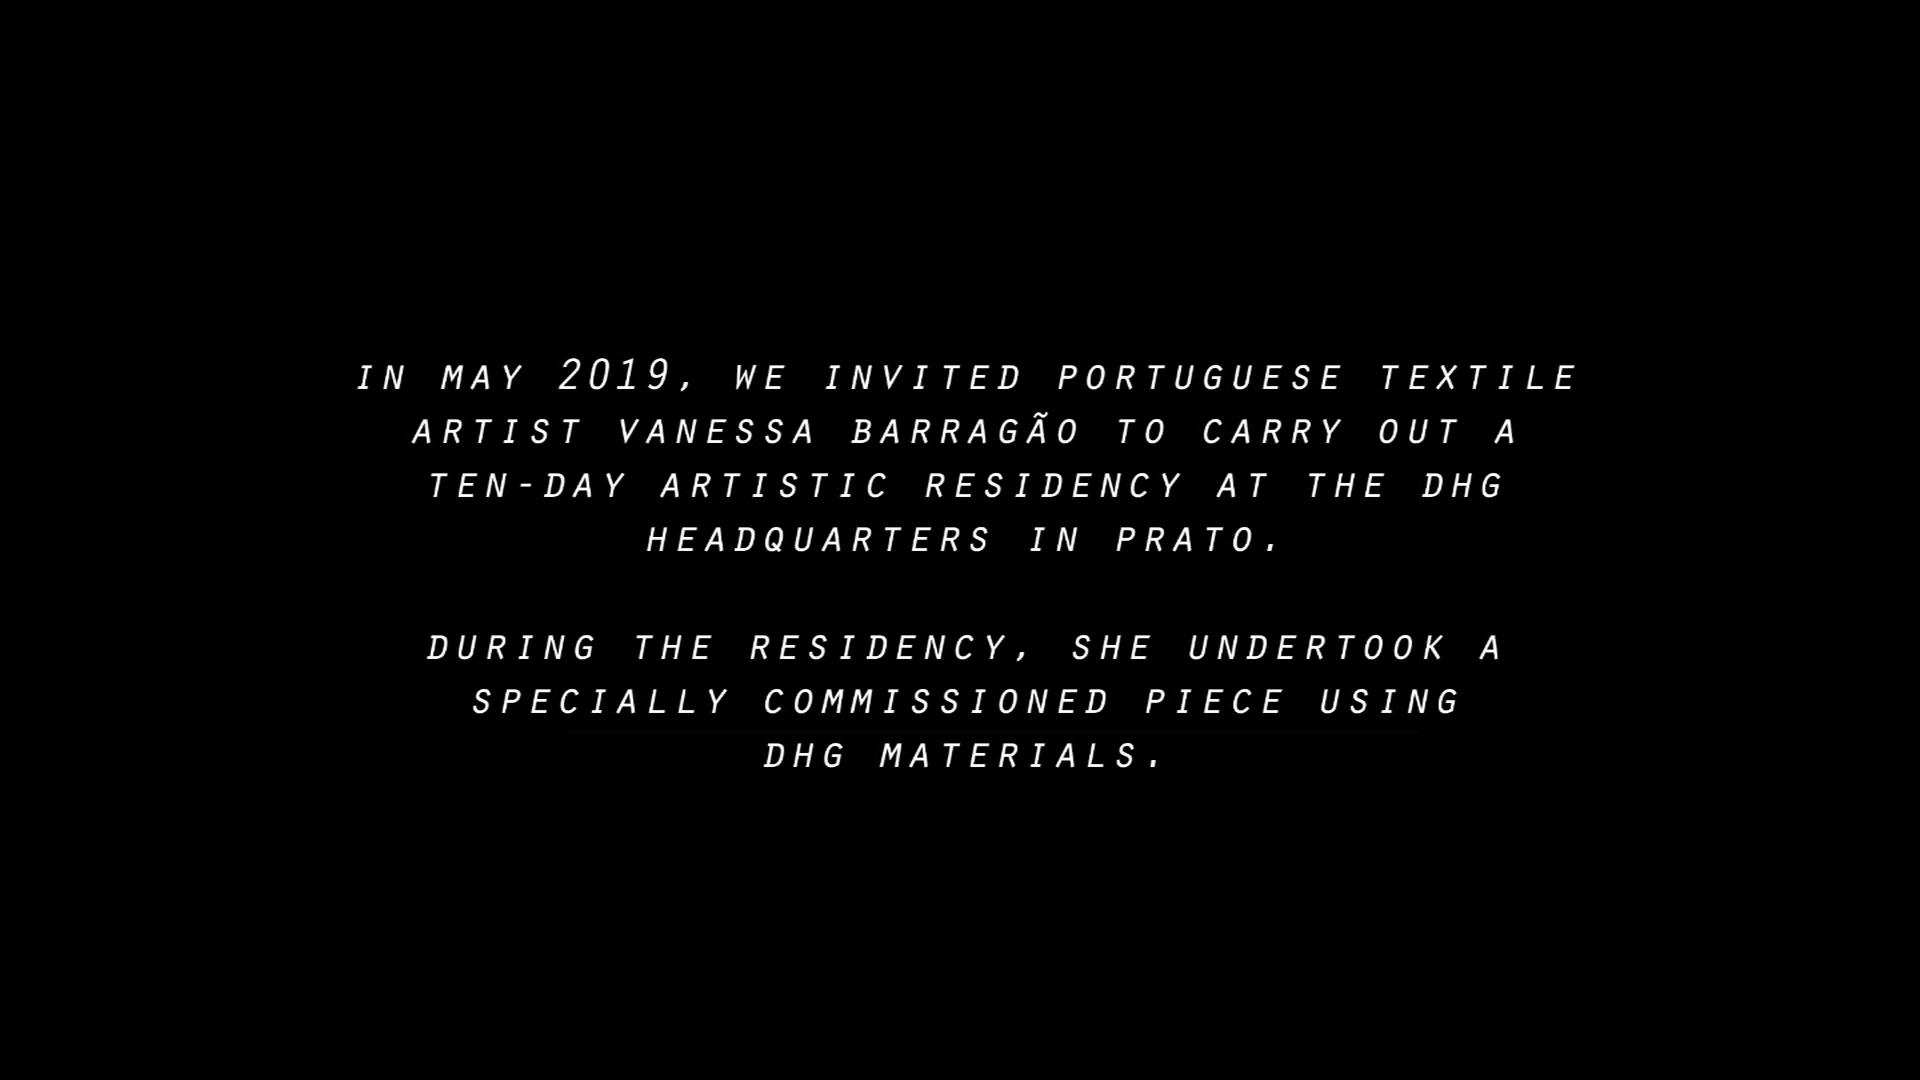 IN MAY 2019, WE INVITED PORTUGUESE TEXTILE
ARTIST VANESSA BARRAGÃO TO CARRY OUT A
TEN-DAY ARTISTIC RESIDENCY AT THE DHG
HEADQUARTERS IN PRATO.
DURING THE RESIDENCY, SHE UNDERTOOK A
SPECIALLY COMMISSIONED PIECE USING
DHG MATERIALS.